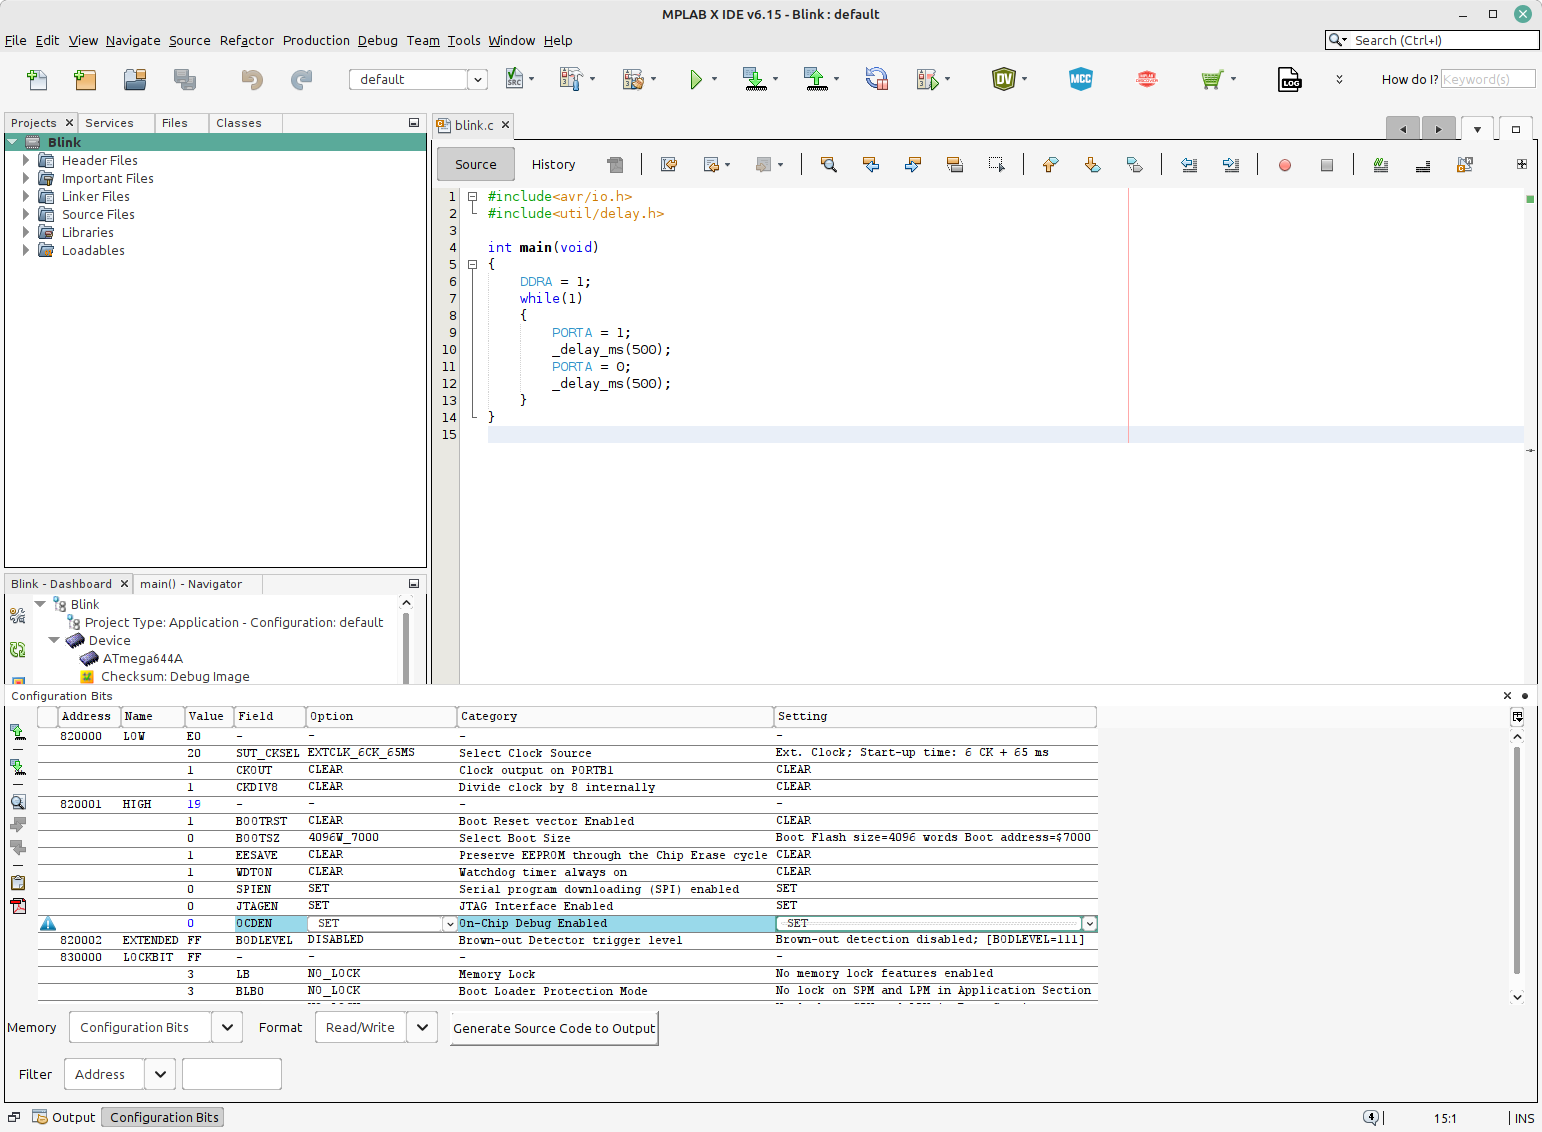 MPLAB X IDE v6.15 - Blink : default
File Edit View Navigate Source Refactor Production Debug Team Tools Window Help
Search (Ctrl+I)
default
SRC
DV
MCC
LOG
How do I? Keyword(s)
Projects Services Files Classes
Blink
Header Files
Important Files
Linker Files
Source Files
Libraries
Loadables
blink.c
Source History
1 #include<avr/io.h>
2 #include<util/delay.h>
3
4 int main(void)
5 {
6 DDRA = 1;
7 while(1)
8 {
9 PORTA = 1;
10 _delay_ms(500);
11 PORTA = 0;
12 _delay_ms(500);
13 }
14 }
15
Blink - Dashboard main() - Navigator
Blink
Project Type: Application - Configuration: default
Device
ATmega644A
Checksum: Debug Image
Configuration Bits
Address Name Value Field Option Category Setting
820000 LOW E0 - - - -
20 SUT_CKSEL EXTCLK_6CK_65MS Select Clock Source Ext. Clock; Start-up time: 6 CK + 65 ms
1 CKOUT CLEAR Clock output on PORTB1 CLEAR
1 CKDIV8 CLEAR Divide clock by 8 internally CLEAR
820001 HIGH 19 - - - -
1 BOOTRST CLEAR Boot Reset vector Enabled CLEAR
0 BOOTSZ 4096W_7000 Select Boot Size Boot Flash size=4096 words Boot address=$7000
1 EESAVE CLEAR Preserve EEPROM through the Chip Erase cycle CLEAR
1 WDTON CLEAR Watchdog timer always on CLEAR
0 SPIEN SET Serial program downloading (SPI) enabled SET
0 JTAGEN SET JTAG Interface Enabled SET
0 OCDEN SET On-Chip Debug Enabled SET
820002 EXTENDED FF BODLEVEL DISABLED Brown-out Detector trigger level Brown-out detection disabled; [BODLEVEL=111]
830000 LOCKBIT FF - - - -
3 LB NO_LOCK Memory Lock No memory lock features enabled
3 BLB0 NO_LOCK Boot Loader Protection Mode No lock on SPM and LPM in Application Section
Memory Configuration Bits Format Read/Write Generate Source Code to Output
Filter Address
Output Configuration Bits
4 15:1 INS